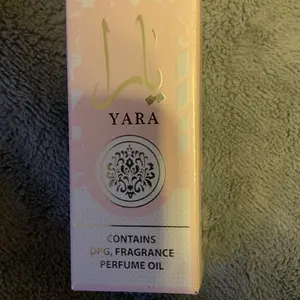 يارا
YARA
CONTAINS
DPG, FRAGRANCE
PERFUME OIL